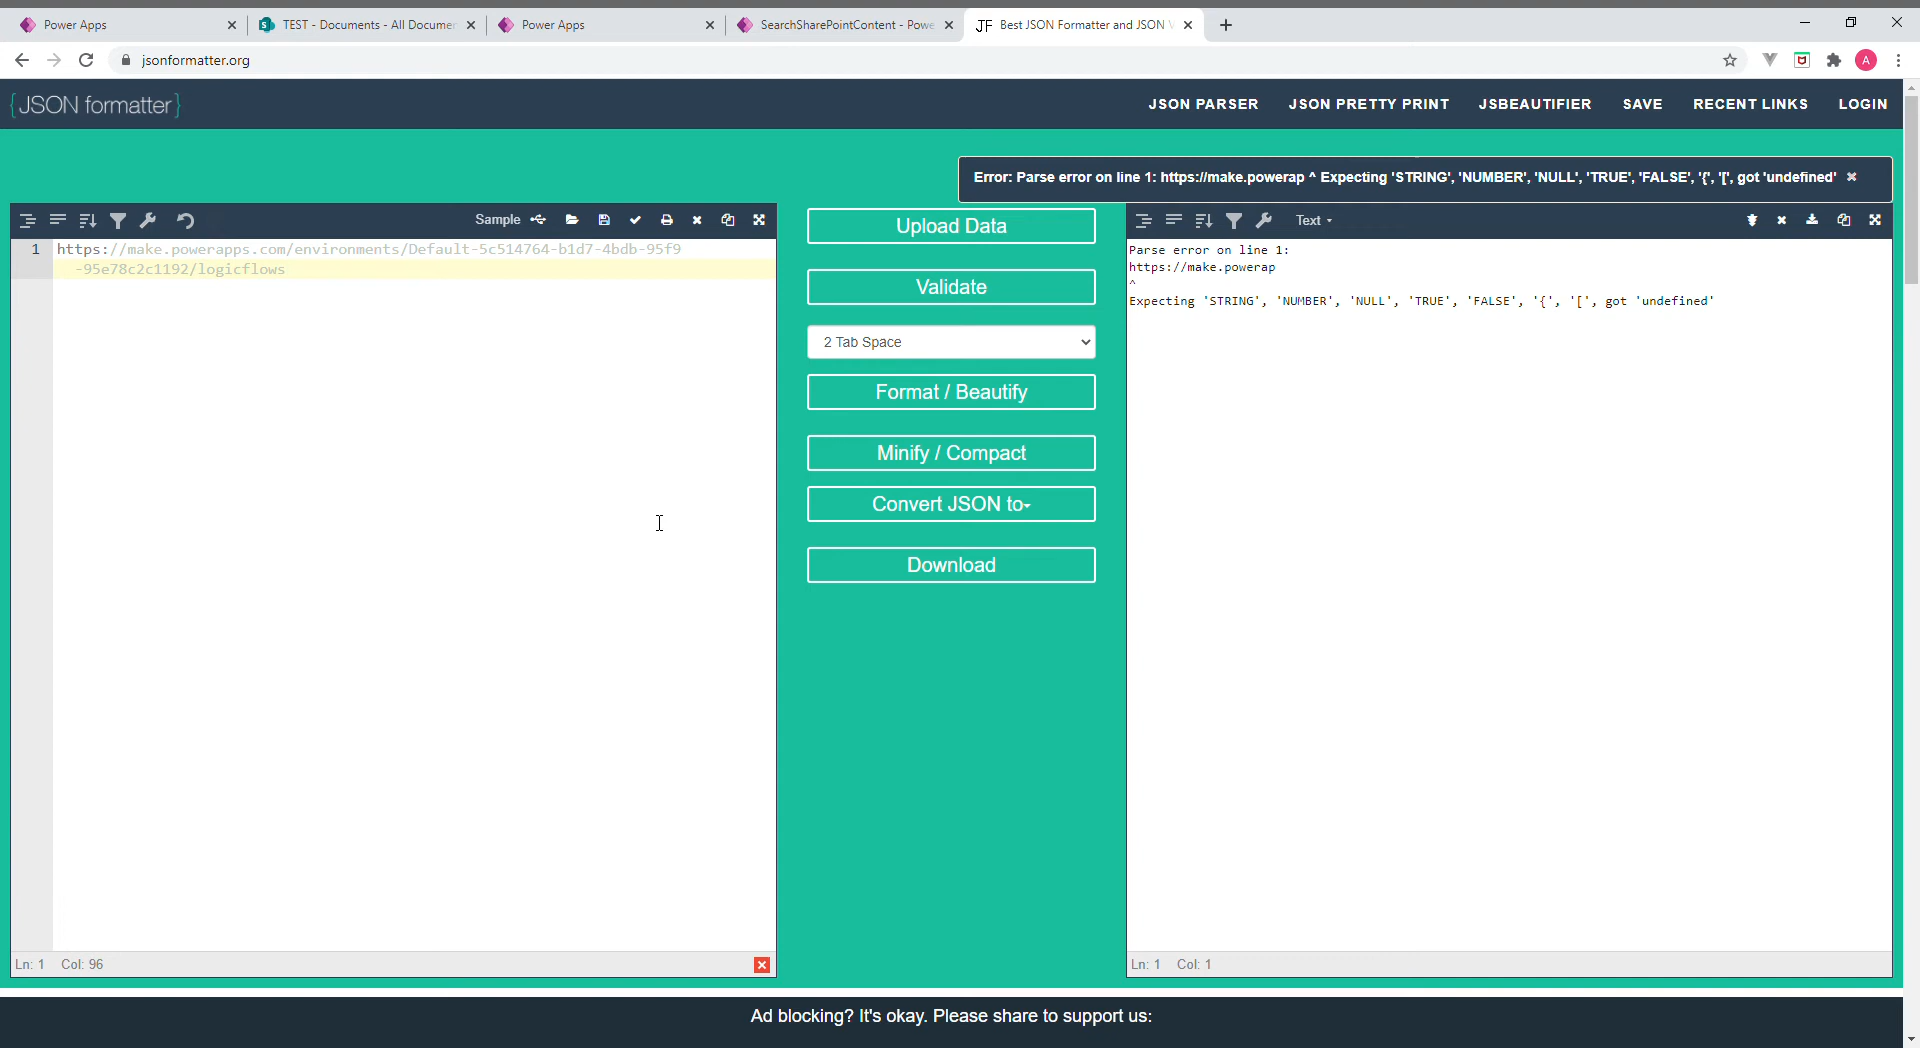 Power Apps
TEST - Documents - All Documen
Power Apps
SearchSharePointContent - Powe
JF Best JSON Formatter and JSON V
jsonformatter.org
A
{JSON formatter}
JSON PARSER
JSON PRETTY PRINT
JSBEAUTIFIER
SAVE
RECENT LINKS
LOGIN
Error: Parse error on line 1: https://make.powerap ^ Expecting 'STRING', 'NUMBER', 'NULL', 'TRUE', 'FALSE', '{', '[', got 'undefined'
Sample
1 https://make.powerapps.com/environments/Default-5c514764-b1d7-4bdb-95f9
-95e78c2c1192/logicflows
Ln: 1 Col: 96
Upload Data
Validate
2 Tab Space
Format / Beautify
Minify / Compact
Convert JSON to
Download
Text
Parse error on line 1:
https://make.powerap
^
Expecting 'STRING', 'NUMBER', 'NULL', 'TRUE', 'FALSE', '{', '[', got 'undefined'
Ln: 1 Col: 1
Ad blocking? It's okay. Please share to support us: